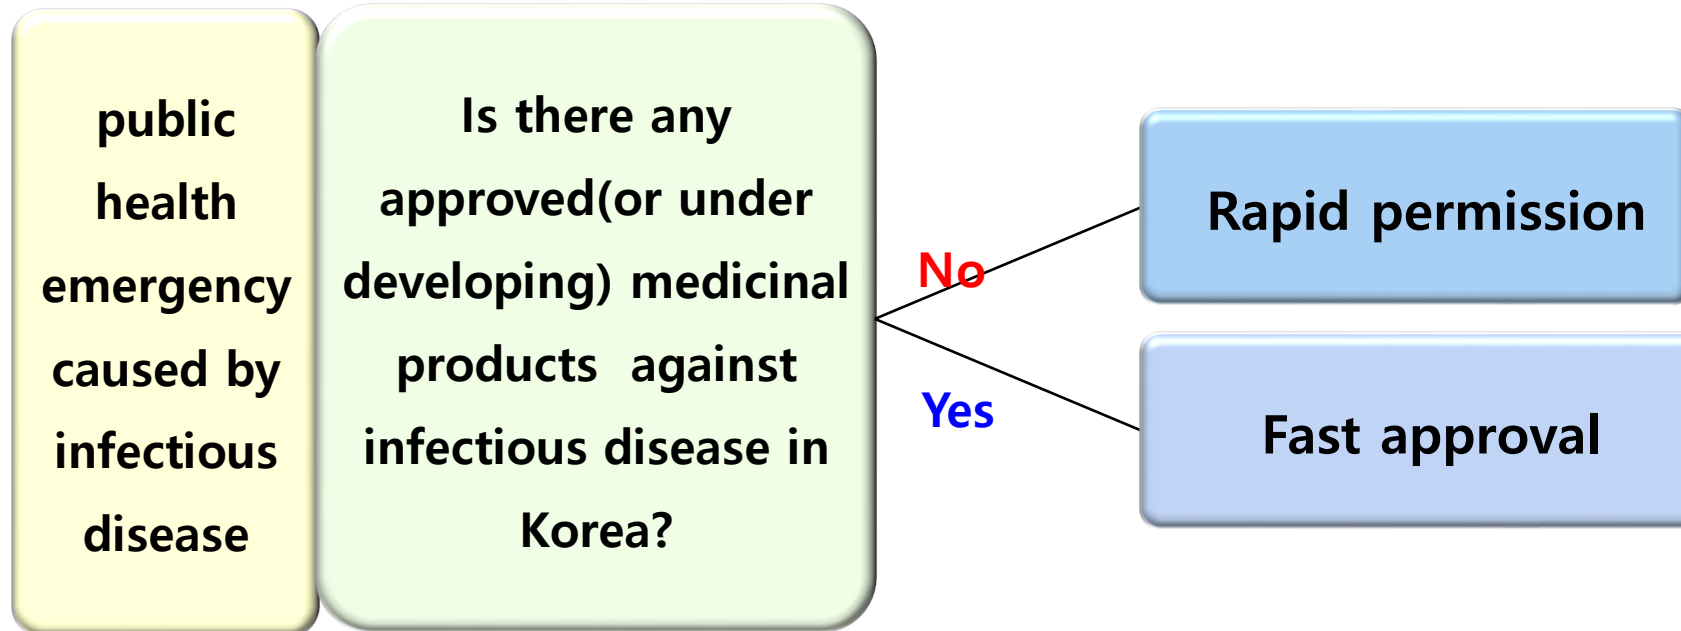 public
health
emergency
caused by
infectious
disease
Is there any
approved(or under
developing) medicinal
products  against
infectious disease in
Korea?
No
Yes
Rapid permission
Fast approval